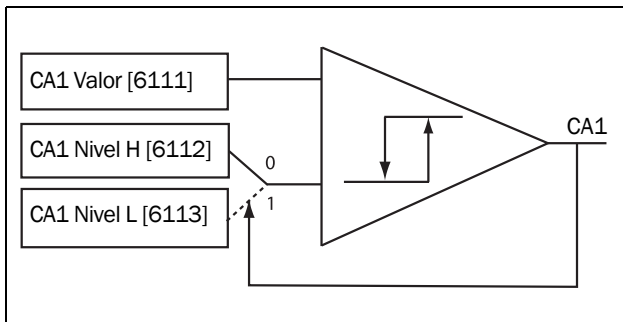 CA1 Valor [6111]
CA1 Nivel H [6112]
CA1 Nivel L [6113]
0
1
CA1